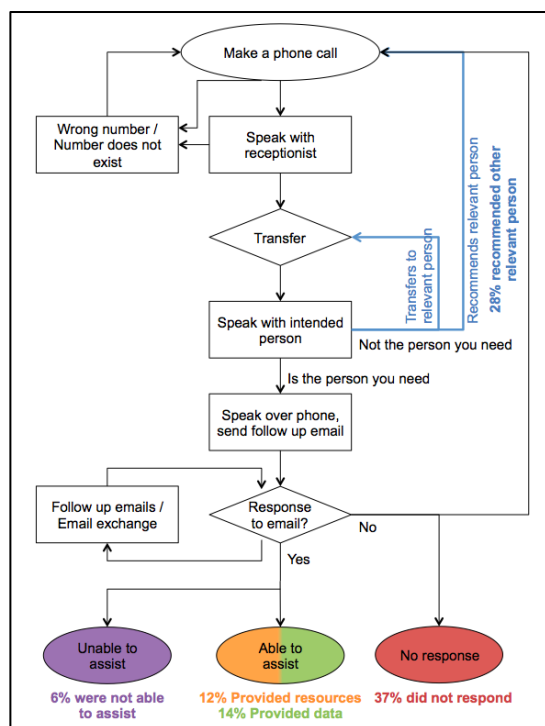 Make a phone call
Wrong number /
Number does not
exist
Speak with
receptionist
Transfer
Transfers to
relevant person
Recommends relevant person
28% recommended other
relevant person
Speak with intended
person
Not the person you need
Is the person you need
Speak over phone,
send follow up email
Follow up emails /
Email exchange
Response
to email?
No
Yes
Unable to
assist
Able to
assist
No response
6% were not able
to assist
12% Provided resources
14% Provided data
37% did not respond